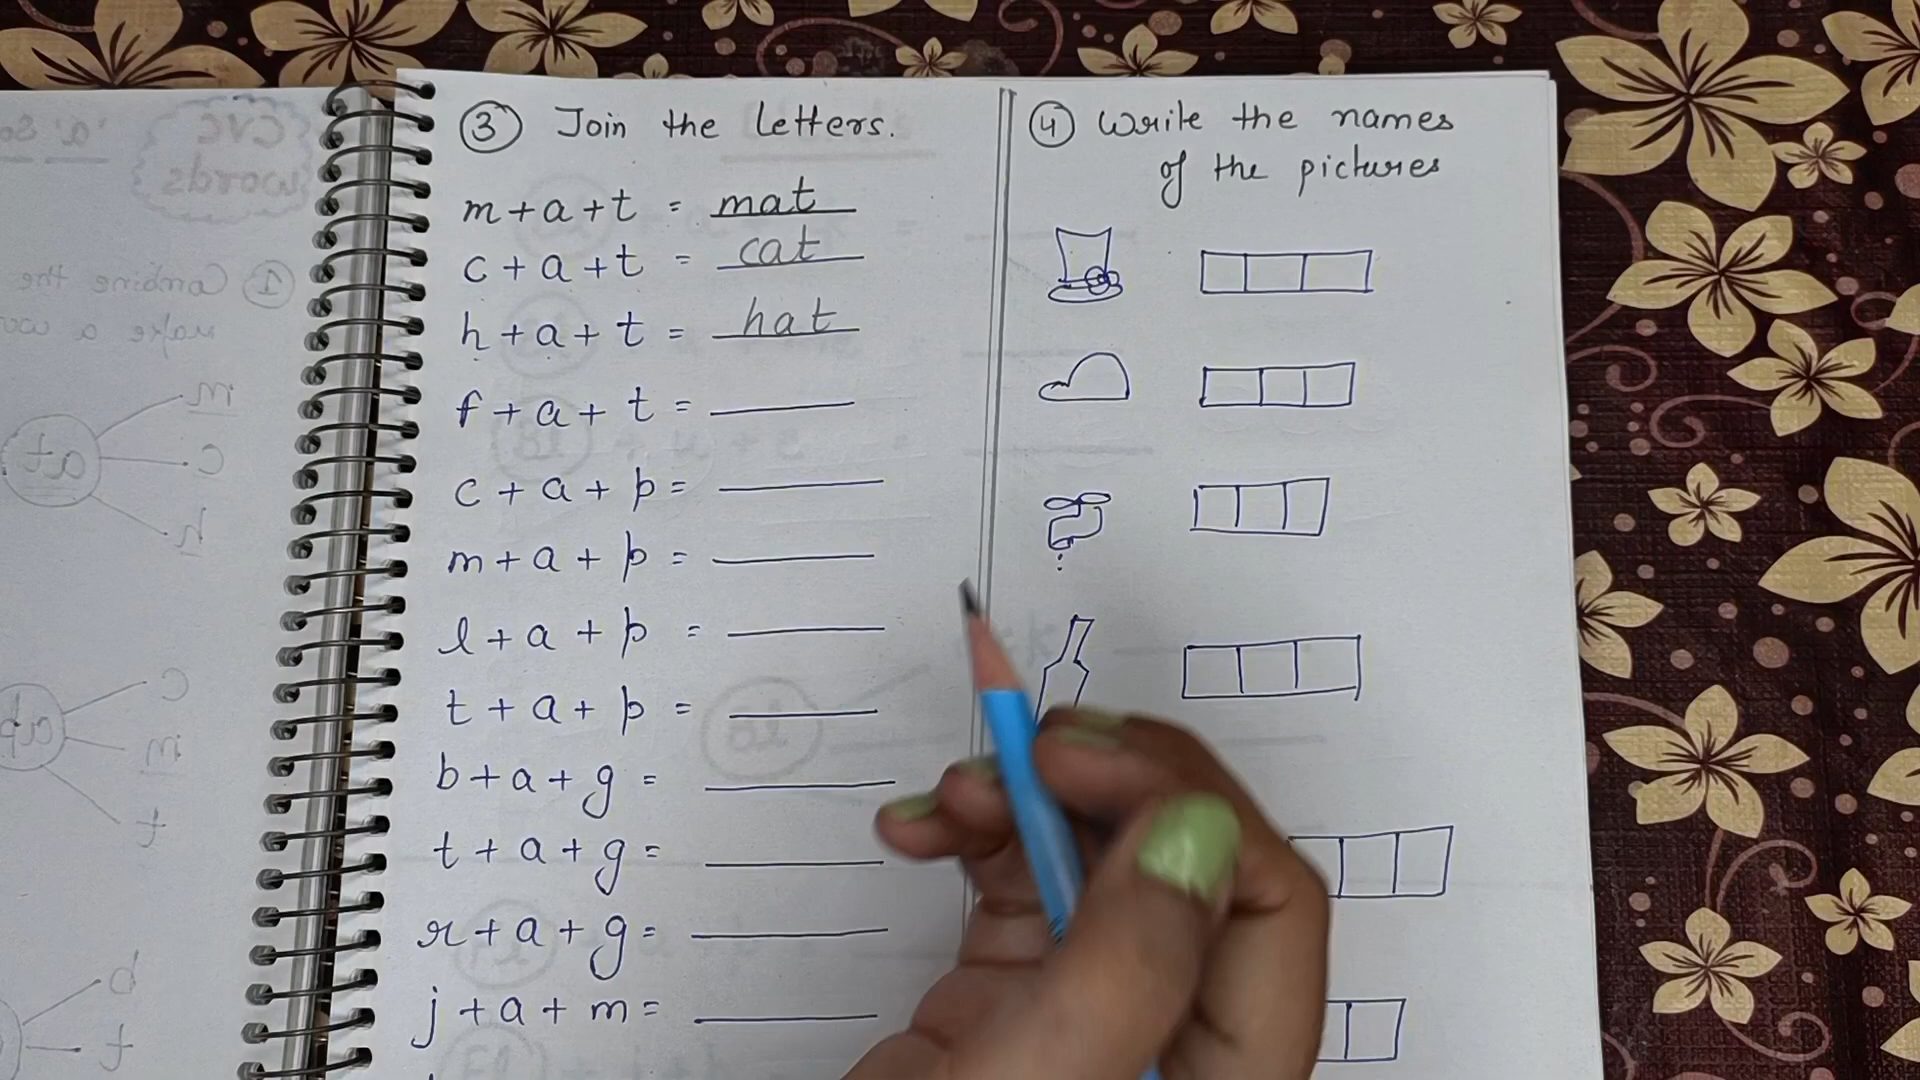 ③ Join the letters.
m+a+t = mat
c+a+t = cat
h+a+t = hat
f+a+t =
c+a+p =
m+a+p =
l+a+p =
t+a+p =
b+a+g =
t+a+g =
r+a+g =
j+a+m =
④ Write the names
of the pictures